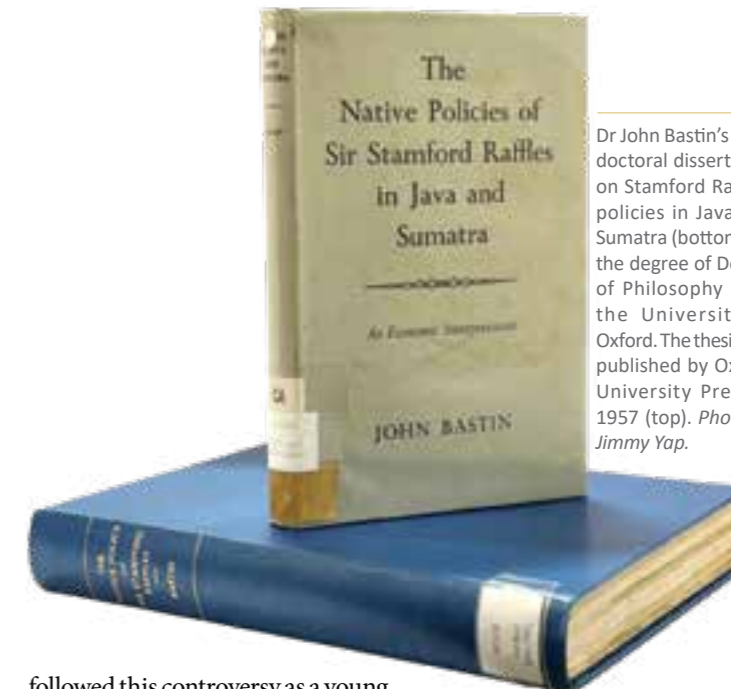 The
Native Policies of
Sir Stamford Raffles
in Java and
Sumatra
An Economic Interpretation
JOHN BASTIN
Dr John Bastin's
doctoral dissert
on Stamford Ra
policies in Java
Sumatra (bottom
the degree of Do
of Philosophy
the Universit
Oxford. The thesi
published by Ox
University Pre
1957 (top). Pho
Jimmy Yap.
followed this controversy as a young